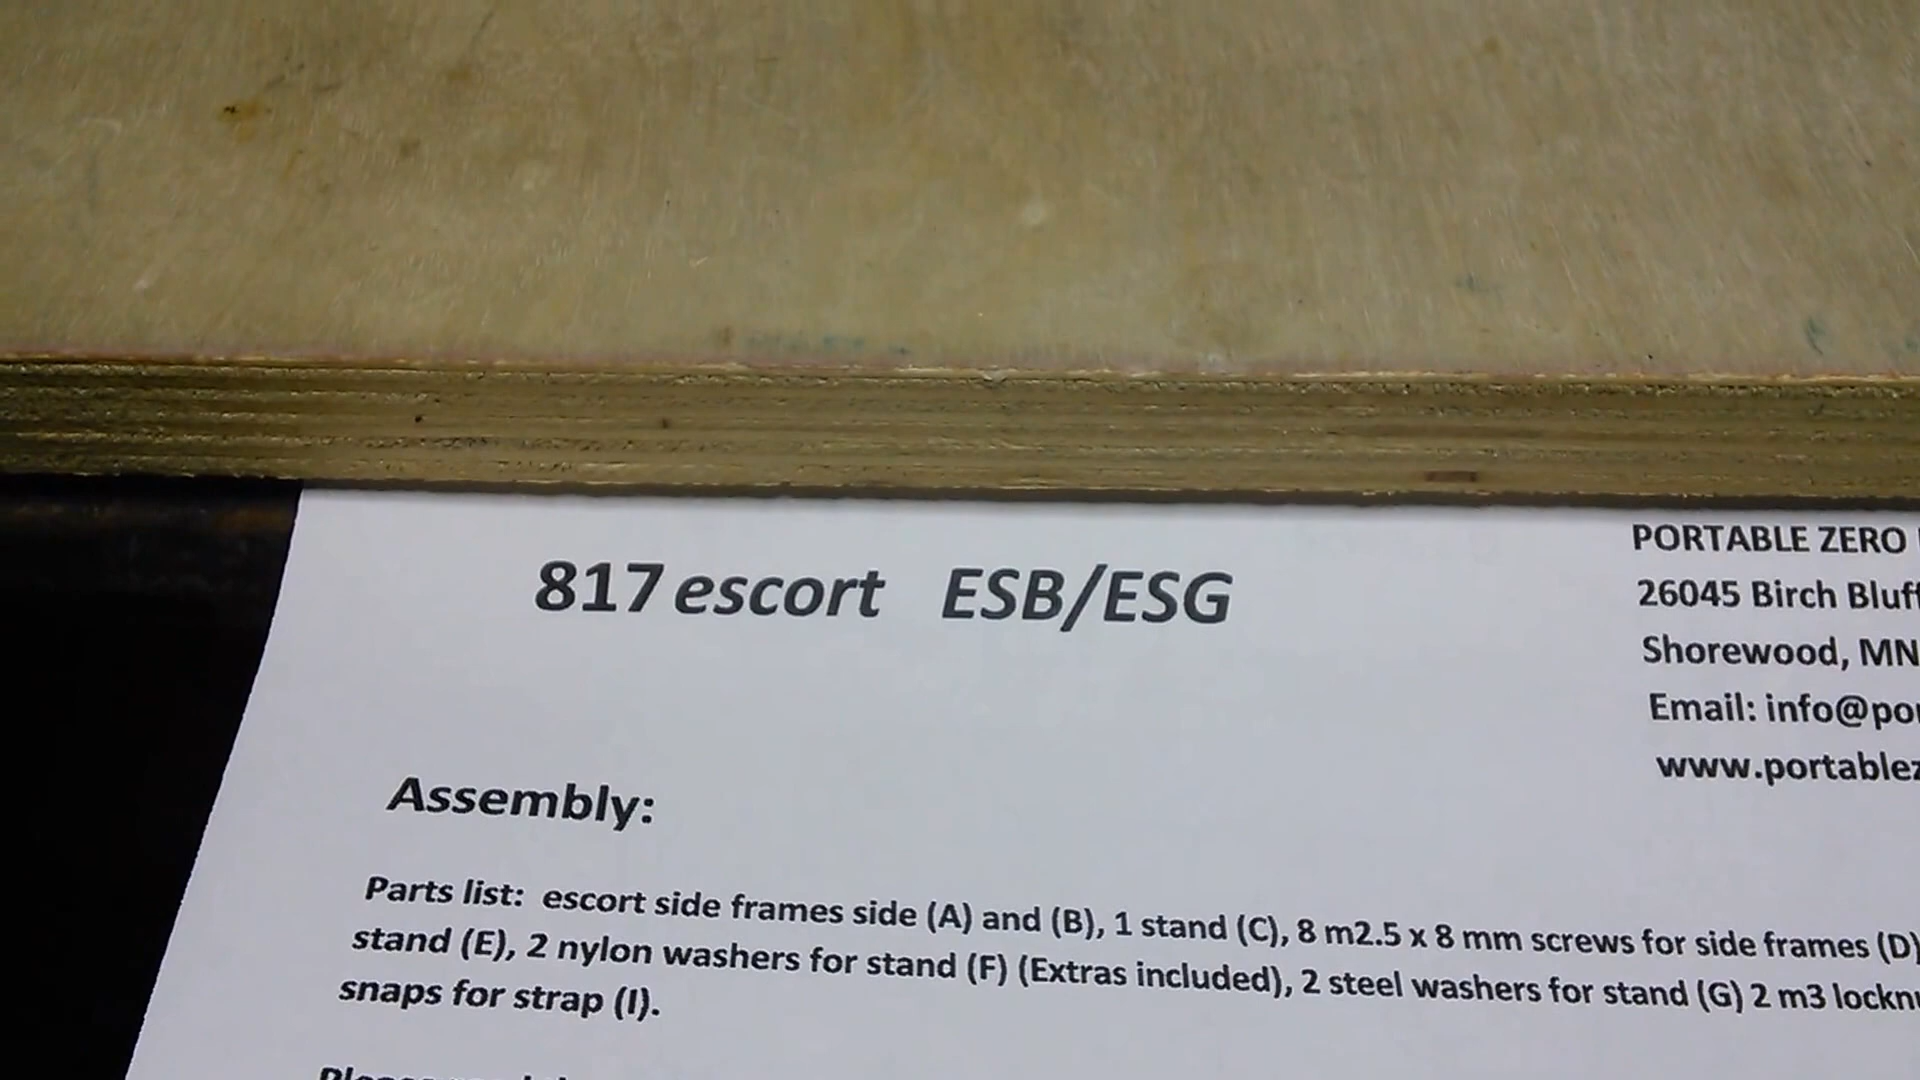 817 escort ESB/ESG
PORTABLE ZERO
26045 Birch Bluff
Shorewood, MN
Email: info@po
www.portable
Assembly:
Parts list: escort side frames side (A) and (B), 1 stand (C), 8 m2.5 x 8 mm screws for side frames (D)
stand (E), 2 nylon washers for stand (F) (Extras included), 2 steel washers for stand (G) 2 m3 lockn
snaps for strap (I).